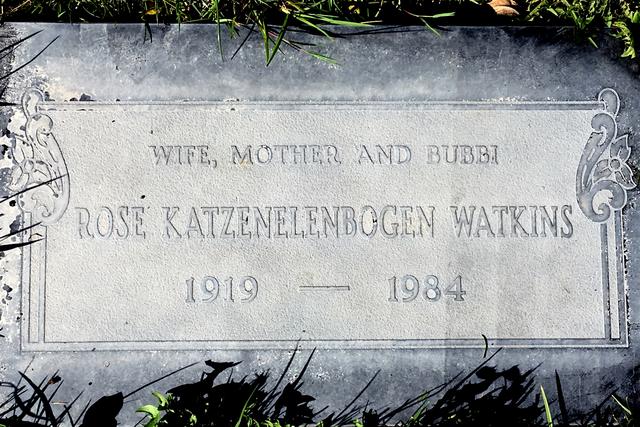 WIFE, MOTHER AND BUBBI
ROSE KATZENELENBOGEN WATKINS
1919 — 1984